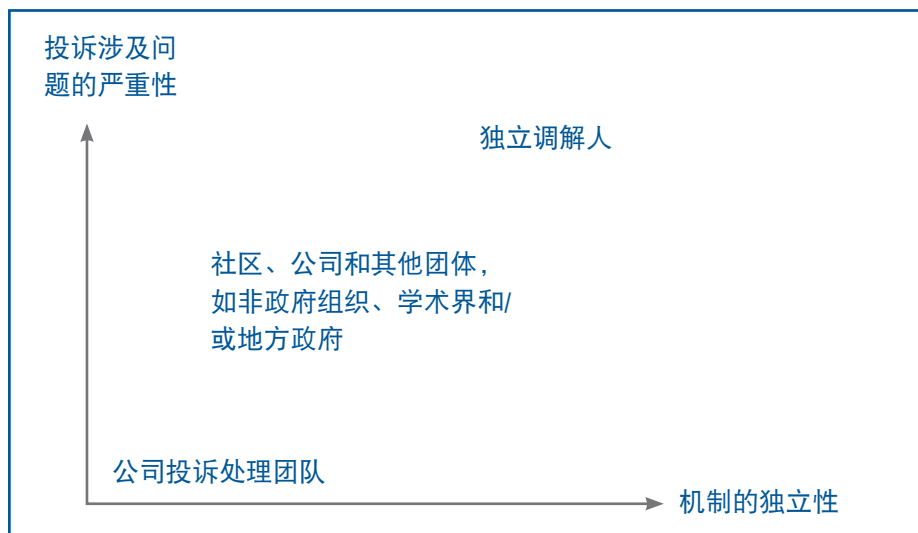 投诉涉及问
题的严重性
独立调解人
社区、公司和其他团体，
如非政府组织、学术界和/
或地方政府
公司投诉处理团队
机制的独立性